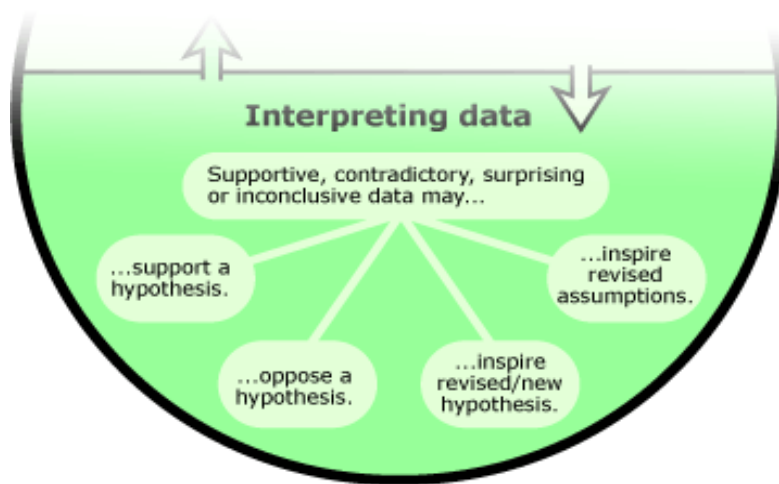 Interpreting data
Supportive, contradictory, surprising
or inconclusive data may...
...support a
hypothesis.
...oppose a
hypothesis.
...inspire
revised/new
hypothesis.
...inspire
revised
assumptions.